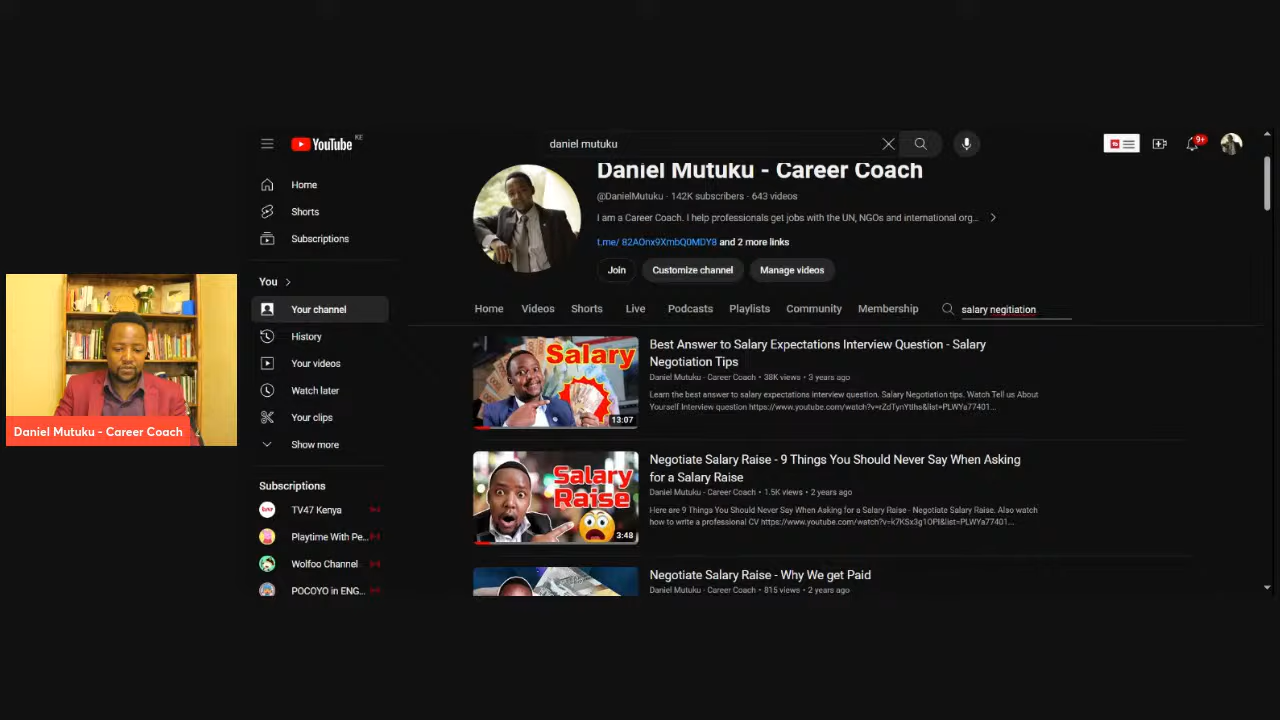 YouTube KE
daniel mutuku
9+
Home
Shorts
Subscriptions
You
Your channel
History
Your videos
Watch later
Your clips
Show more
Subscriptions
TV47 Kenya
Playtime With Pe...
Wolfoo Channel
POCOYO in ENG...
Daniel Mutuku - Career Coach
Daniel Mutuku - Career Coach
@DanielMutuku · 142K subscribers · 643 videos
I am a Career Coach. I help professionals get jobs with the UN, NGOs and international org...
t.me/ 82AOnx9XmbQ0MDY8 and 2 more links
Join
Customize channel
Manage videos
Home
Videos
Shorts
Live
Podcasts
Playlists
Community
Membership
salary negitiation
Salary
13:07
Best Answer to Salary Expectations Interview Question - Salary
Negotiation Tips
Daniel Mutuku - Career Coach • 38K views • 3 years ago
Learn the best answer to salary expectations interview question. Salary Negotiation tips. Watch Tell us About
Yourself Interview question https://www.youtube.com/watch?v=rZdTynYtIhs&list=PLWYa77401...
Salary
Raise
3:48
Negotiate Salary Raise - 9 Things You Should Never Say When Asking
for a Salary Raise
Daniel Mutuku - Career Coach • 1.5K views • 2 years ago
Here are 9 Things You Should Never Say When Asking for a Salary Raise - Negotiate Salary Raise. Also watch
how to write a professional CV https://www.youtube.com/watch?v=k7KSx3g1OPI&list=PLWYa77401...
Negotiate Salary Raise - Why We get Paid
Daniel Mutuku - Career Coach • 815 views • 2 years ago